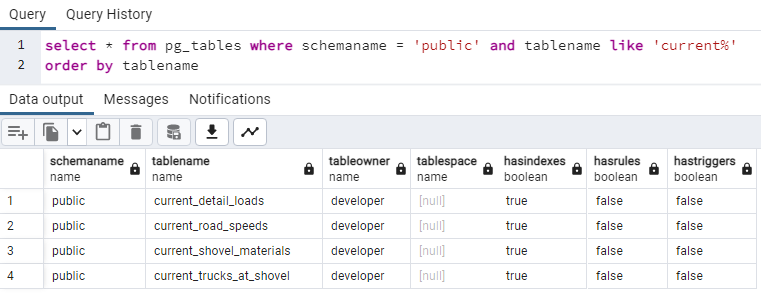 Query Query History
1 select * from pg_tables where schemaname = 'public' and tablename like 'current%'
2 order by tablename
Data output Messages Notifications
schemaname tablename tableowner tablespace hasindexes hasrules hastriggers
name name name name boolean boolean boolean
1 public current_detail_loads developer [null] true false false
2 public current_road_speeds developer [null] true false false
3 public current_shovel_materials developer [null] true false false
4 public current_trucks_at_shovel developer [null] true false false